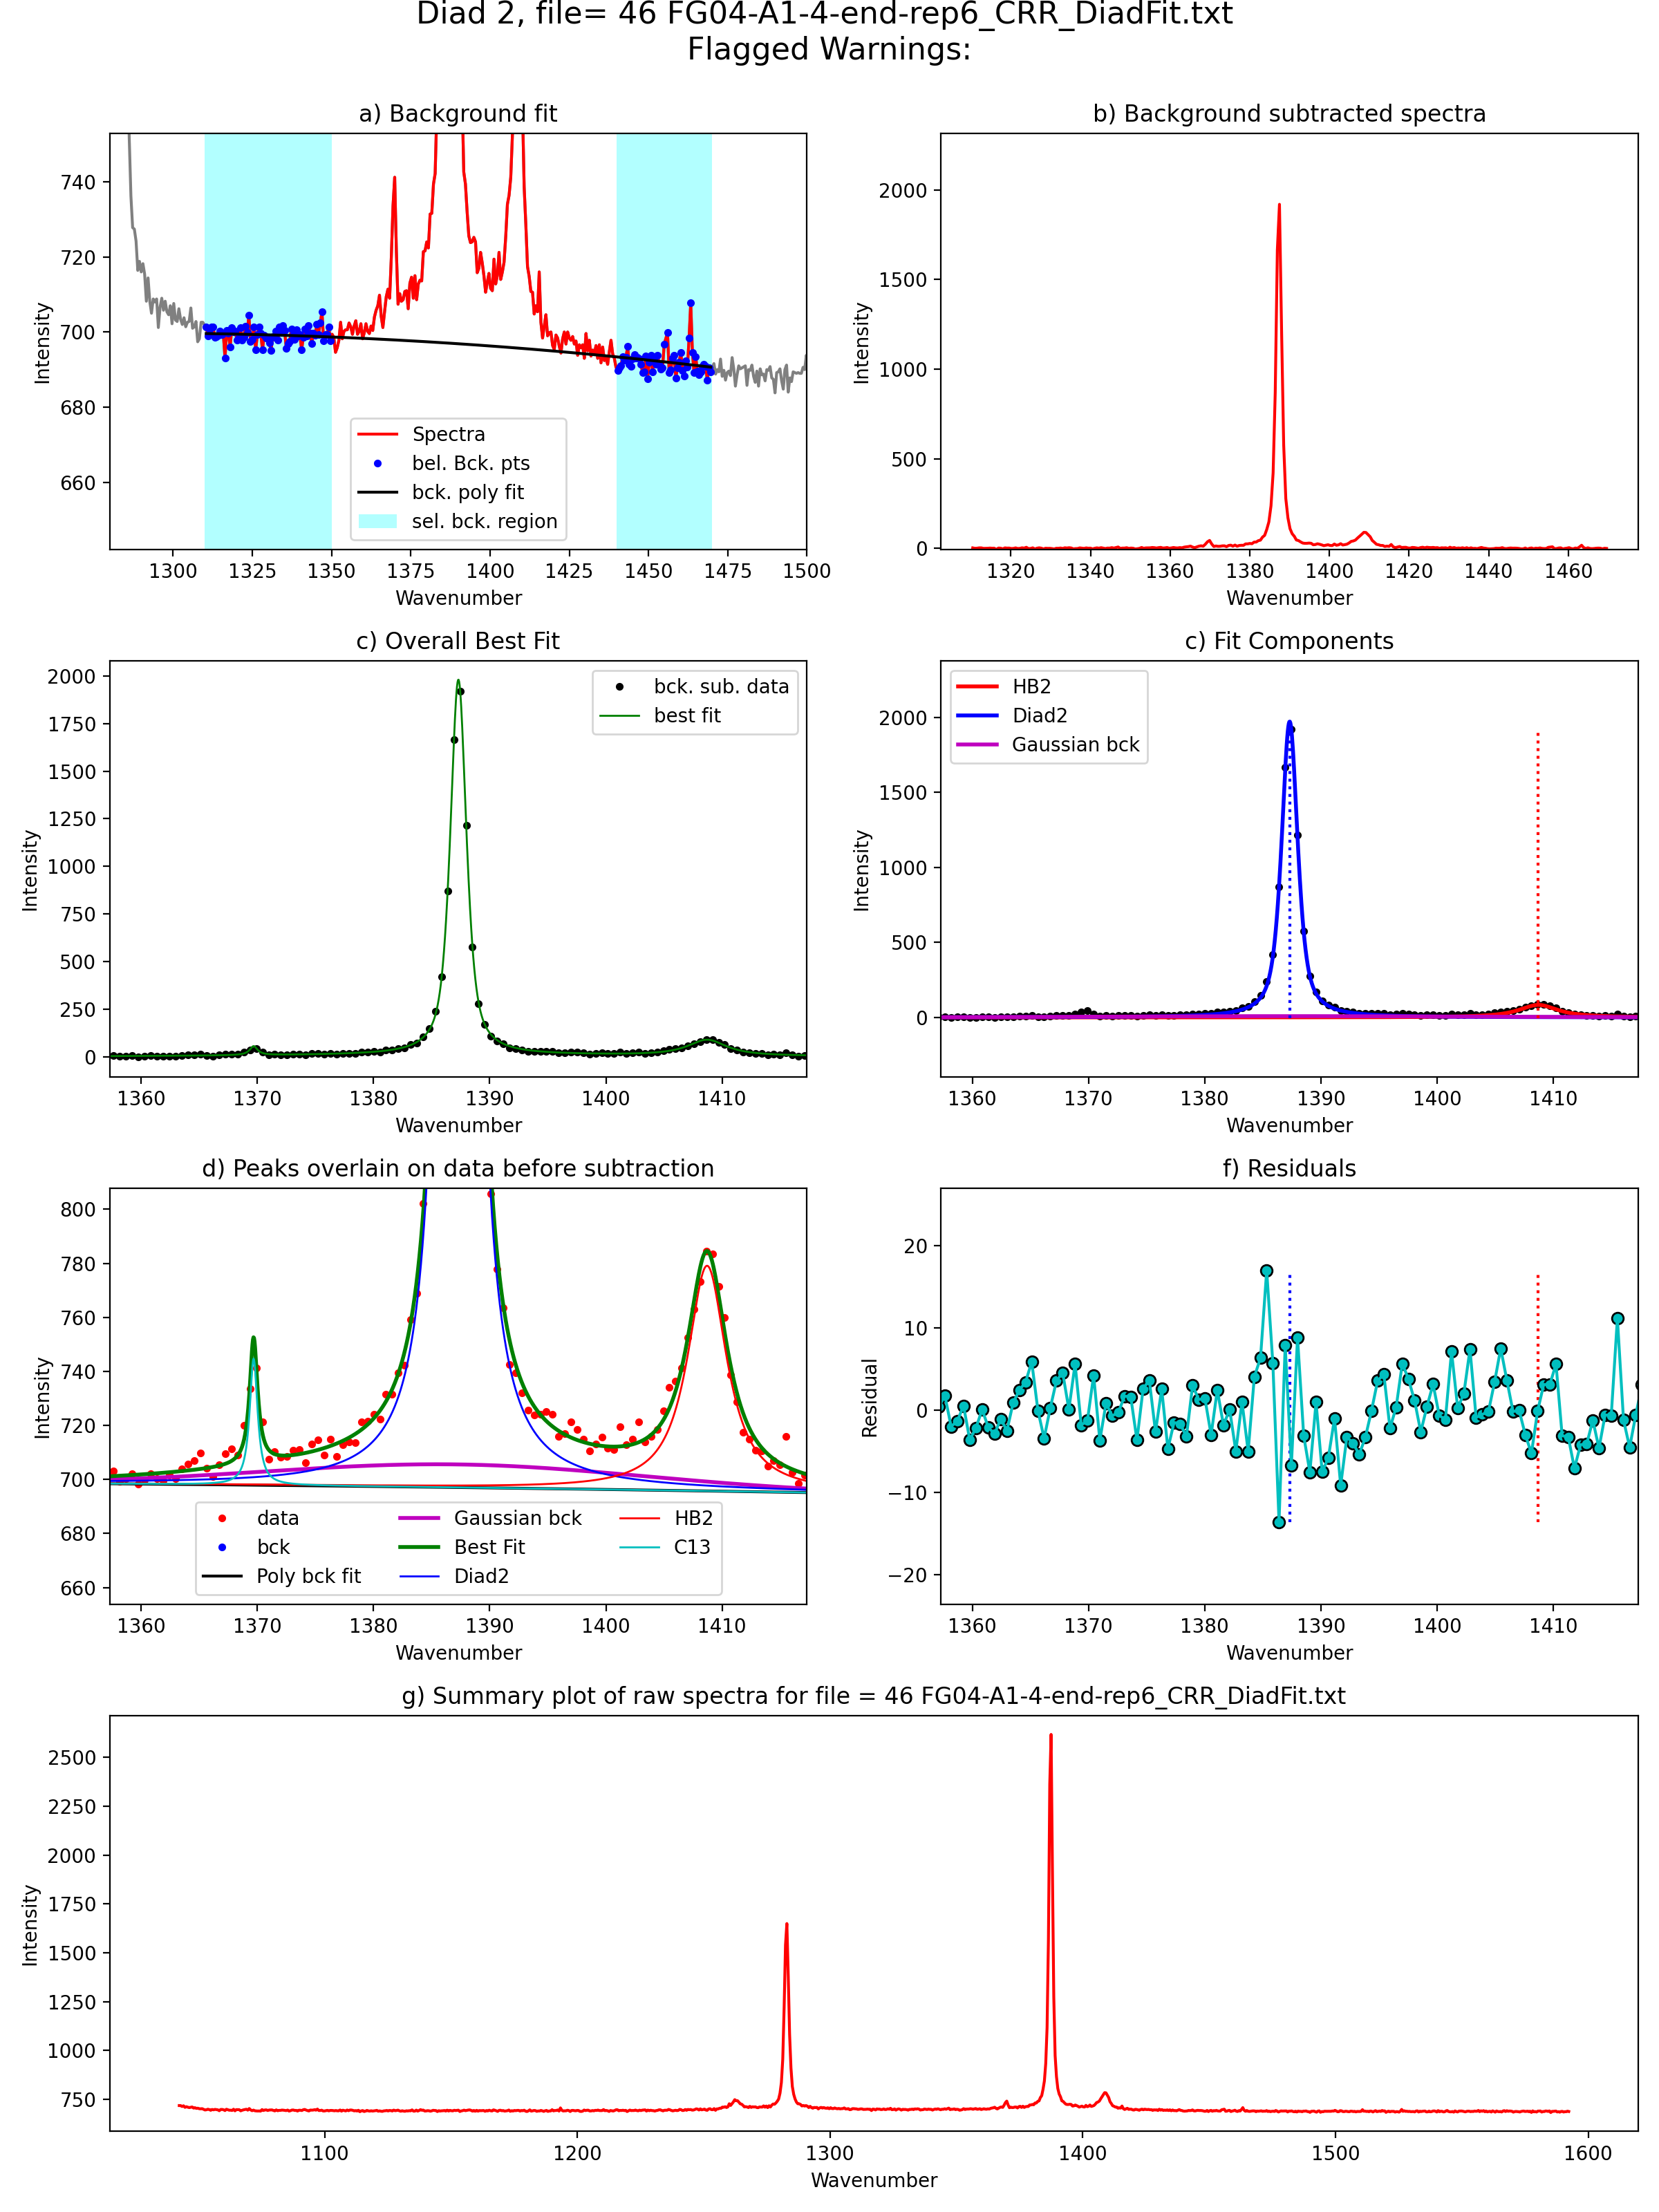 Diad 2, file= 46 FG04-A1-4-end-rep6_CRR_DiadFit.txt
Flagged Warnings:
a) Background fit
740
720
700
680
660
Intensity
Spectra
bel. Bck. pts
bck. poly fit
sel. bck. region
1300 1325 1350 1375 1400 1425 1450 1475 1500
Wavenumber
b) Background subtracted spectra
2000
1500
1000
500
0
Intensity
1320 1340 1360 1380 1400 1420 1440 1460
Wavenumber
c) Overall Best Fit
2000
1750
1500
1250
1000
750
500
250
0
Intensity
bck. sub. data
best fit
1360 1370 1380 1390 1400 1410
Wavenumber
c) Fit Components
2000
1500
1000
500
0
Intensity
HB2
Diad2
Gaussian bck
1360 1370 1380 1390 1400 1410
Wavenumber
d) Peaks overlain on data before subtraction
800
780
760
740
720
700
680
660
Intensity
data
bck
Poly bck fit
Gaussian bck
Best Fit
Diad2
HB2
C13
1360 1370 1380 1390 1400 1410
Wavenumber
f) Residuals
20
10
0
−10
−20
Residual
1360 1370 1380 1390 1400 1410
Wavenumber
g) Summary plot of raw spectra for file = 46 FG04-A1-4-end-rep6_CRR_DiadFit.txt
2500
2250
2000
1750
1500
1250
1000
750
Intensity
1100 1200 1300 1400 1500 1600
Wavenumber